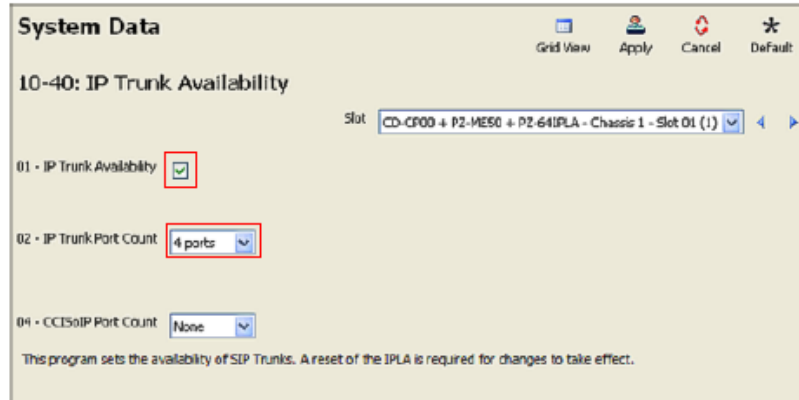 System Data
Grid View Apply Cancel Default
10-40: IP Trunk Availability
Slot CD-CP00 + PZ-ME50 + PZ-64IPLA - Chassis 1 - Slot 01 (1)
01 - IP Trunk Availability
02 - IP Trunk Port Count 4 ports
04 - CCISoIP Port Count None
This program sets the availability of SIP Trunks. A reset of the IPLA is required for changes to take effect.